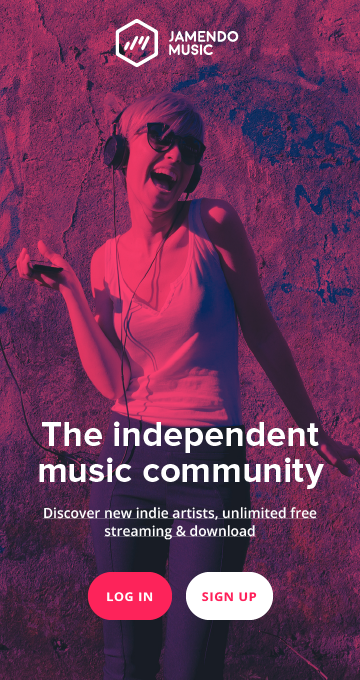 JAMENDO
MUSIC
The independent
music community
Discover new indie artists, unlimited free
streaming & download
LOG IN
SIGN UP